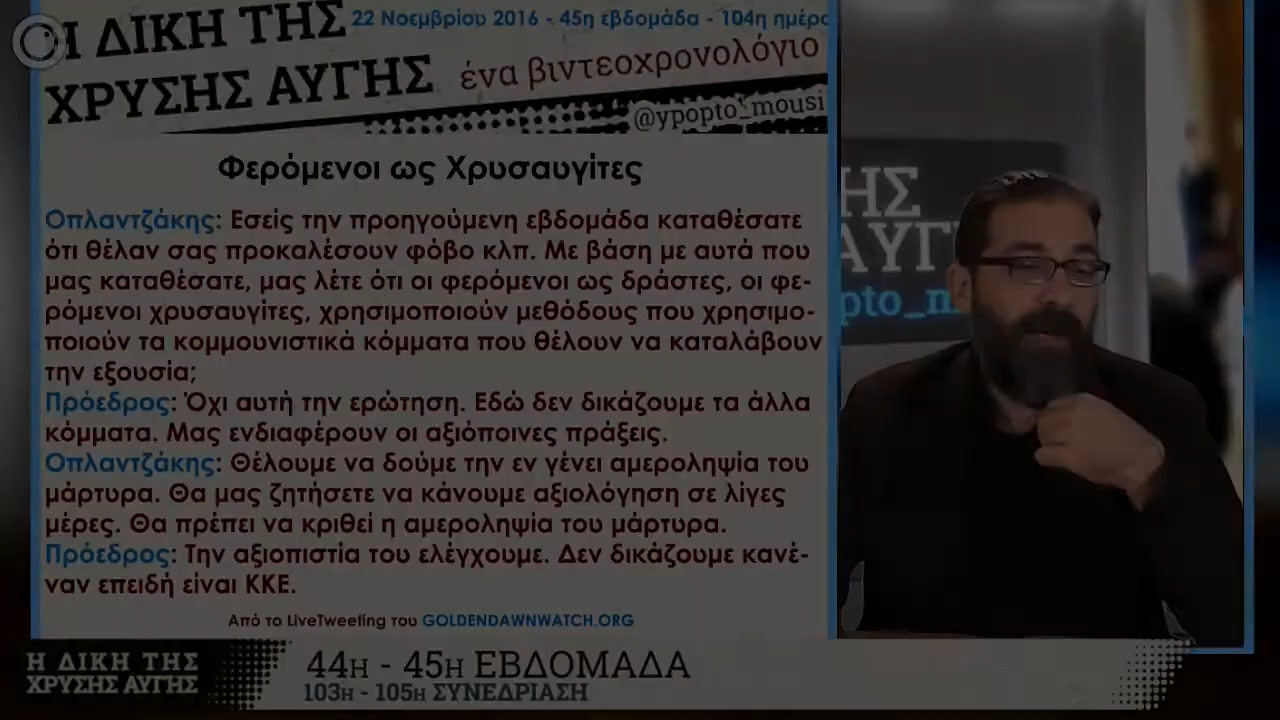 Η ΔΙΚΗ ΤΗΣ
ΧΡΥΣΗΣ ΑΥΓΗΣ
22 Νοεμβρίου 2016 - 45η εβδομάδα - 104η ημέρα
ένα βιντεοχρονολόγιο
@ypopto_mousi
Φερόμενοι ως Χρυσαυγίτες
Οπλαντζάκης: Εσείς την προηγούμενη εβδομάδα καταθέσατε
ότι θέλαν σας προκαλέσουν φόβο κλπ. Με βάση με αυτά που
μας καταθέσατε, μας λέτε ότι οι φερόμενοι ως δράστες, οι φε-
ρόμενοι χρυσαυγίτες, χρησιμοποιούν μεθόδους που χρησιμο-
ποιούν τα κομμουνιστικά κόμματα που θέλουν να καταλάβουν
την εξουσία;
Πρόεδρος: Όχι αυτή την ερώτηση. Εδώ δεν δικάζουμε τα άλλα
κόμματα. Μας ενδιαφέρουν οι αξιόποινες πράξεις.
Οπλαντζάκης: Θέλουμε να δούμε την εν γένει αμεροληψία του
μάρτυρα. Θα μας ζητήσετε να κάνουμε αξιολόγηση σε λίγες
μέρες. Θα πρέπει να κριθεί η αμεροληψία του μάρτυρα.
Πρόεδρος: Την αξιοπιστία του ελέγχουμε. Δεν δικάζουμε κανέ-
ναν επειδή είναι ΚΚΕ.
Από το LiveTweeting του GOLDENDAWNWATCH.ORG
ΗΣ
ΑΥΓ
pto_m
Η ΔΙΚΗ ΤΗΣ
ΧΡΥΣΗΣ ΑΥΓΗΣ
44Η - 45Η ΕΒΔΟΜΑΔΑ
103Η - 105Η ΣΥΝΕΔΡΙΑΣΗ